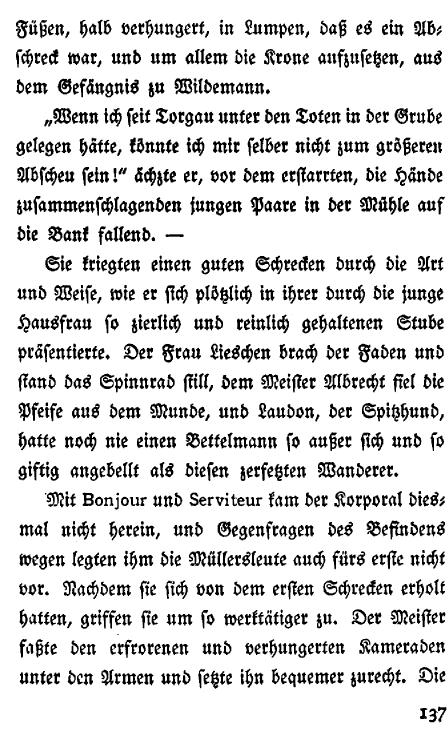 Füßen, halb verhungert, in Lumpen, daß es ein Ab-
schreck war, und um allem die Krone aufzusetzen, aus
dem Gefängnis zu Wildemann.
„Wenn ich seit Torgau unter den Toten in der Grube
gelegen hätte, könnte ich mir selber nicht zum größeren
Abscheu sein!“ ächzte er, vor dem erstarrten, die Hände
zusammenschlagenden jungen Paare in der Mühle auf
die Bank fallend. —
Sie kriegten einen guten Schrecken durch die Art
und Weise, wie er sich plötzlich in ihrer durch die junge
Hausfrau so zierlich und reinlich gehaltenen Stube
präsentierte. Der Frau Lieschen brach der Faden und
stand das Spinnrad still, dem Meister Albrecht fiel die
Pfeife aus dem Munde, und Laudon, der Spitzhund,
hatte noch nie einen Bettelmann so außer sich und so
giftig angebellt als diesen zerfetzten Wanderer.
Mit Bonjour und Serviteur kam der Korporal dies-
mal nicht herein, und Gegenfragen des Befindens
wegen legten ihm die Müllersleute auch fürs erste nicht
vor. Nachdem sie sich von dem ersten Schrecken erholt
hatten, griffen sie um so werktätiger zu. Der Meister
faßte den erfrorenen und verhungerten Kameraden
unter den Armen und setzte ihn bequemer zurecht. Die
137